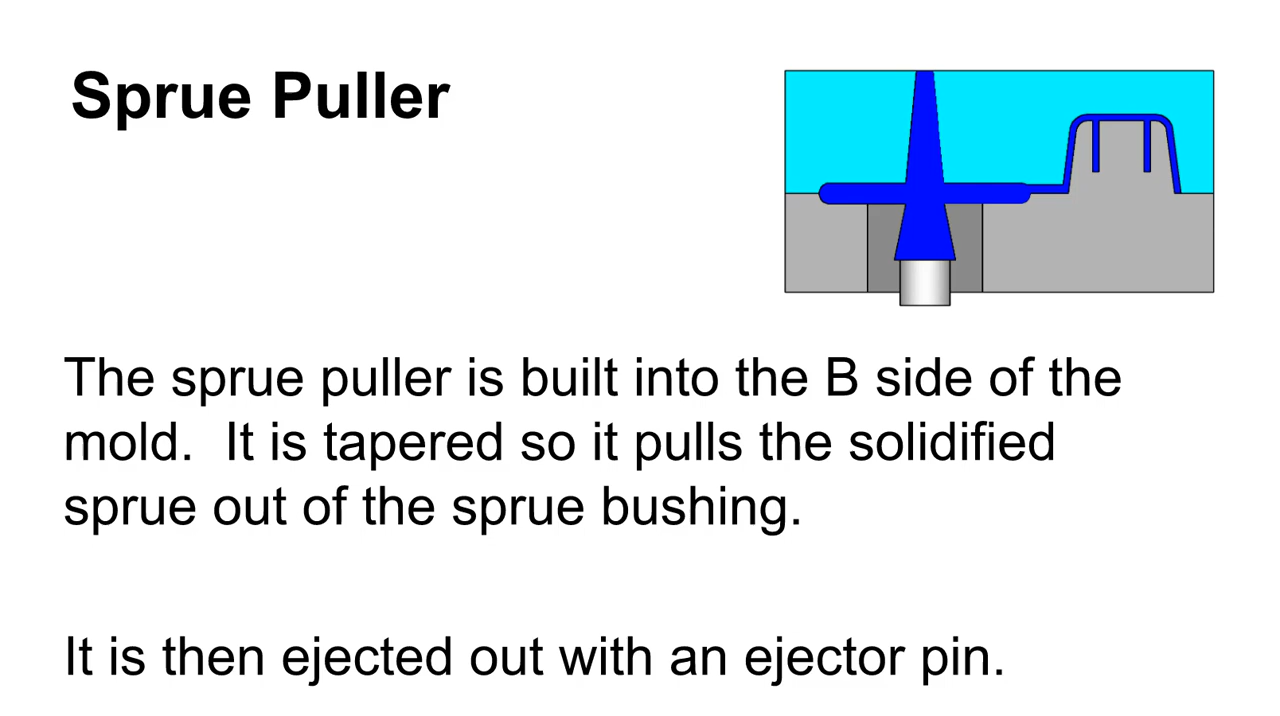 Sprue Puller
The sprue puller is built into the B side of the
mold.  It is tapered so it pulls the solidified
sprue out of the sprue bushing.
It is then ejected out with an ejector pin.